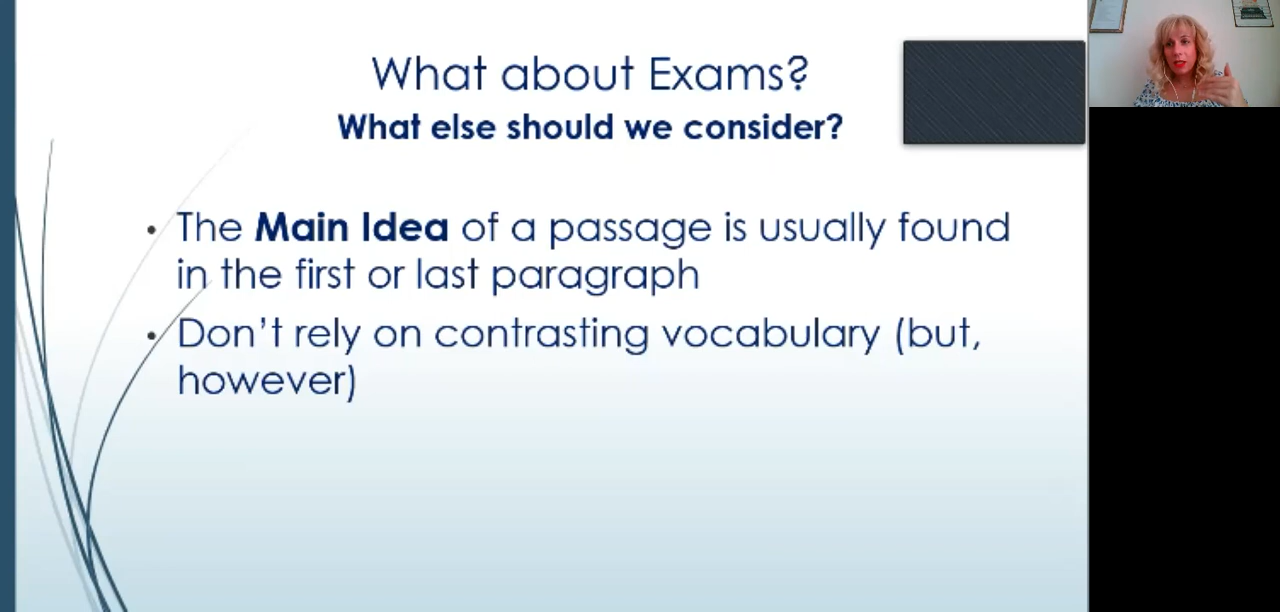 What about Exams?
What else should we consider?
• The Main Idea of a passage is usually found
in the first or last paragraph
• Don't rely on contrasting vocabulary (but,
however)